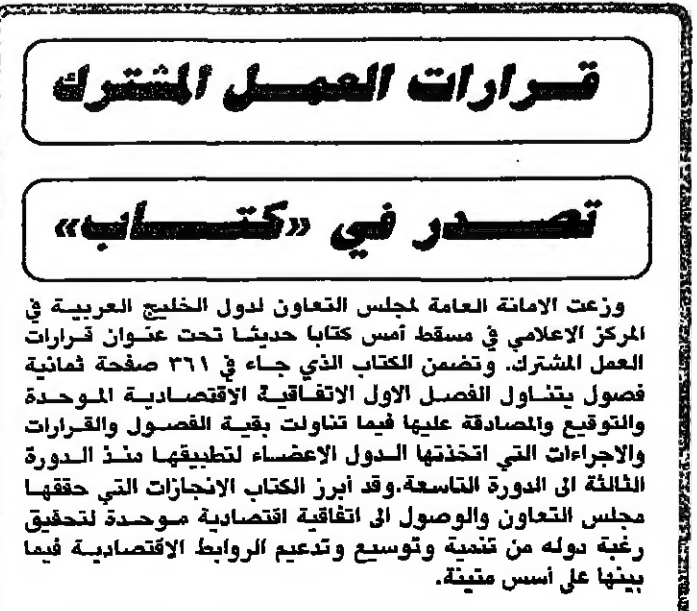 قرارات العمل المشترك
تصدر في «كتاب»
وزعت الامانة العامة لمجلس التعاون لدول الخليج العربية في
المركز الاعلامي في مسقط أمس كتابا حديثا تحت عنوان قرارات
العمل المشترك. وتضمن الكتاب الذي جاء في ٣٦١ صفحة ثمانية
فصول يتناول الفصل الاول الاتفاقية الاقتصادية الموحدة
والتوقيع والمصادقة عليها فيما تناولت بقية الفصول والقرارات
والاجراءات التي اتخذتها الدول الاعضاء لتطبيقها منذ الدورة
الثالثة الى الدورة التاسعة.وقد أبرز الكتاب الانجازات التي حققها
مجلس التعاون والوصول الى اتفاقية اقتصادية موحدة لتحقيق
رغبة دوله من تنمية وتوسيع وتدعيم الروابط الاقتصادية فيما
بينها على أسس متينة.